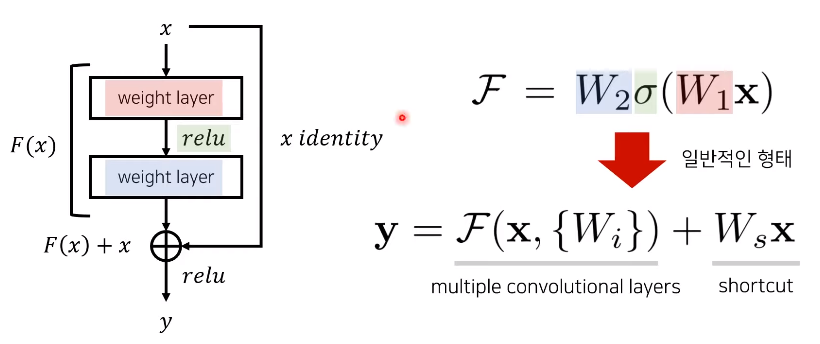 x
weight layer
relu
F(x)
x identity
weight layer
F(x) + x
relu
y
ℱ = W₂σ(W₁𝐱)
일반적인 형태
𝐲 = ℱ(𝐱, {Wᵢ}) + Wₛ𝐱
multiple convolutional layers
shortcut